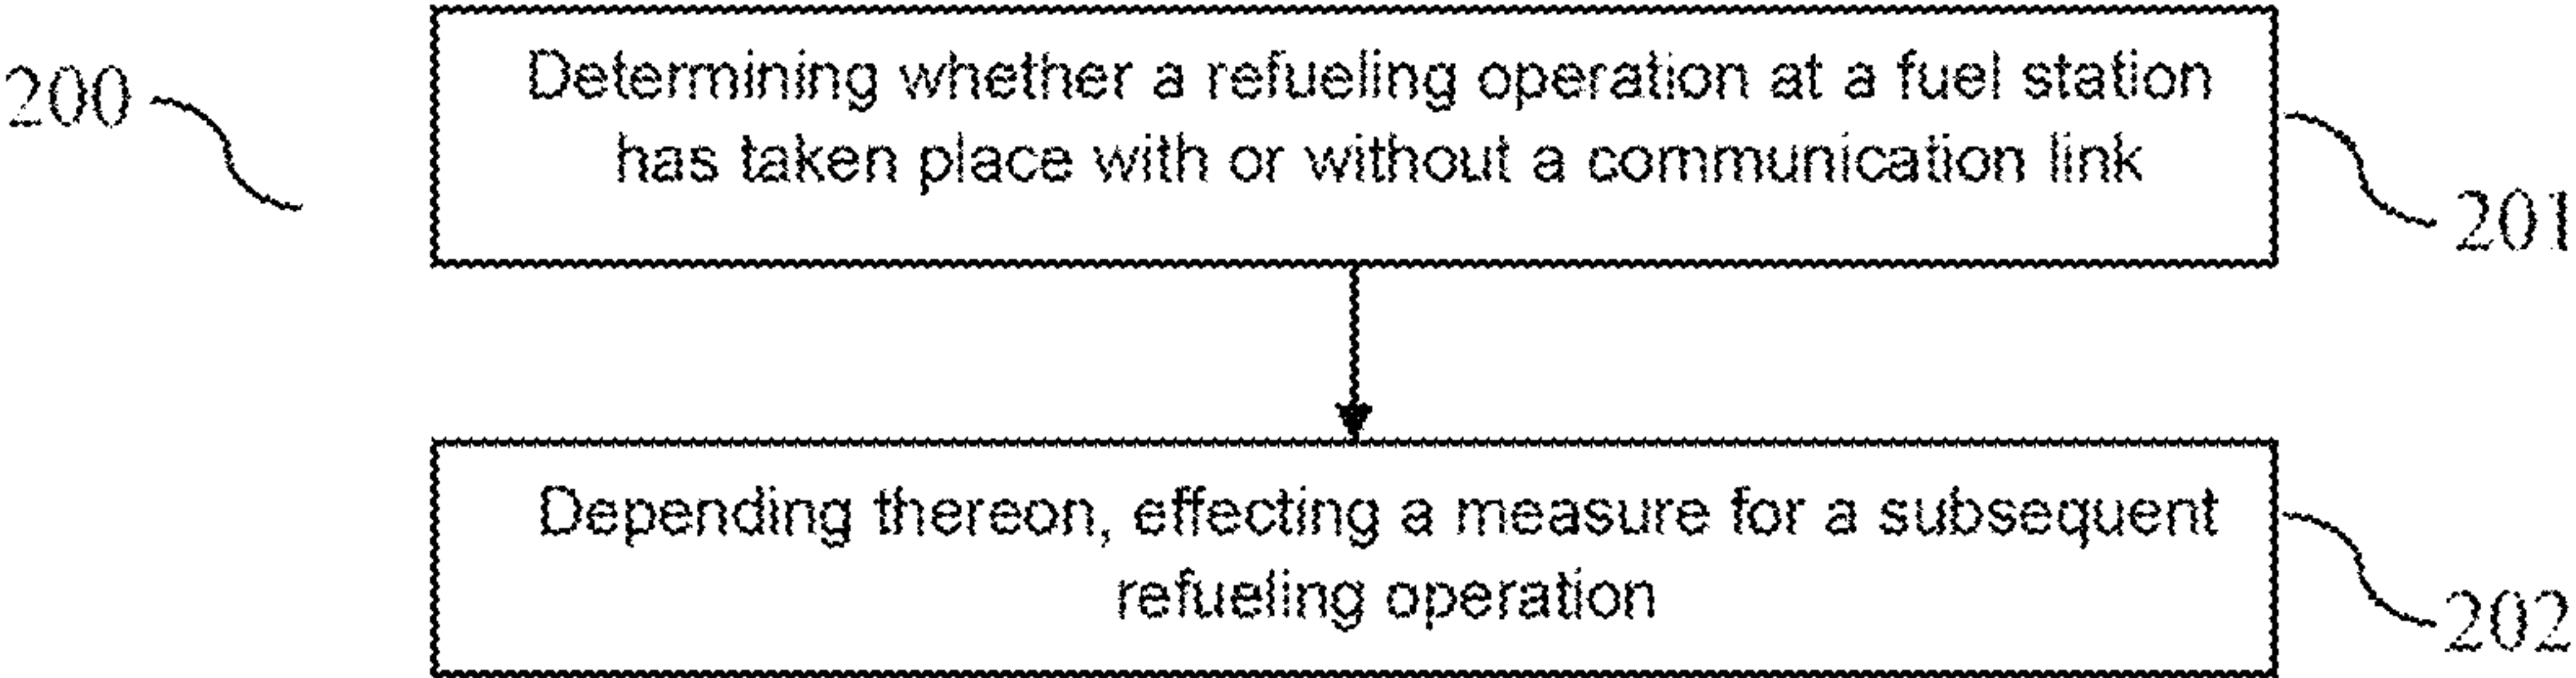 200
Determining whether a refueling operation at a fuel station
has taken place with or without a communication link
201
Depending thereon, effecting a measure for a subsequent
refueling operation
202